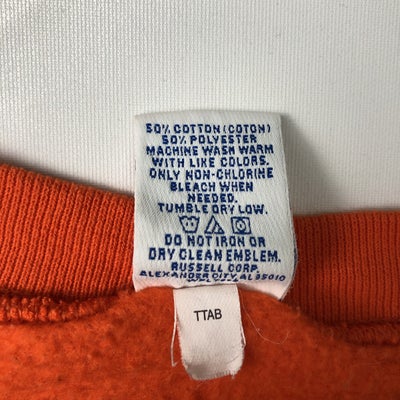 50% COTTON (COTON)
50% POLYESTER
MACHINE WASH WARM
WITH LIKE COLORS.
ONLY NON-CHLORINE
BLEACH WHEN
NEEDED.
TUMBLE DRY LOW.
DO NOT IRON OR
DRY CLEAN EMBLEM.
RUSSELL CORP.
ALEXANDER CITY, AL 35010
TTAB